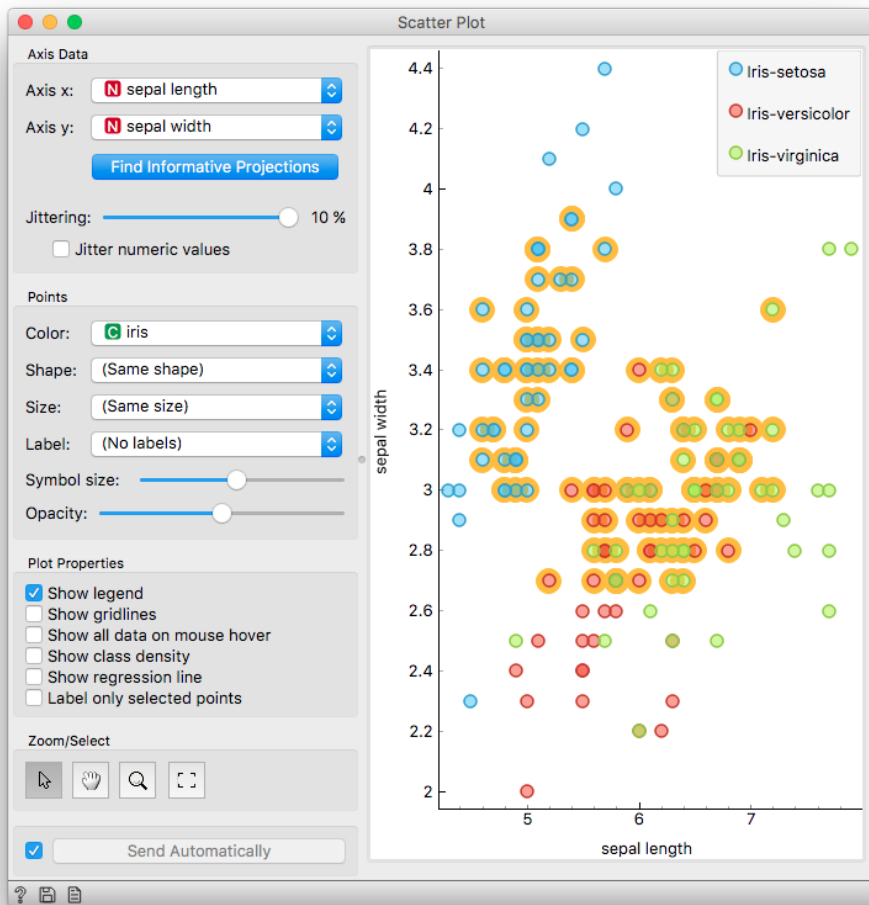 Scatter Plot
Axis Data
Axis x: N sepal length
Axis y: N sepal width
Find Informative Projections
Jittering: 10 %
Jitter numeric values
Points
Color: C iris
Shape: (Same shape)
Size: (Same size)
Label: (No labels)
Symbol size:
Opacity:
Plot Properties
Show legend
Show gridlines
Show all data on mouse hover
Show class density
Show regression line
Label only selected points
Zoom/Select
Send Automatically
?
sepal width
4.4
4.2
4
3.8
3.6
3.4
3.2
3
2.8
2.6
2.4
2.2
2
Iris-setosa
Iris-versicolor
Iris-virginica
5 6 7
sepal length